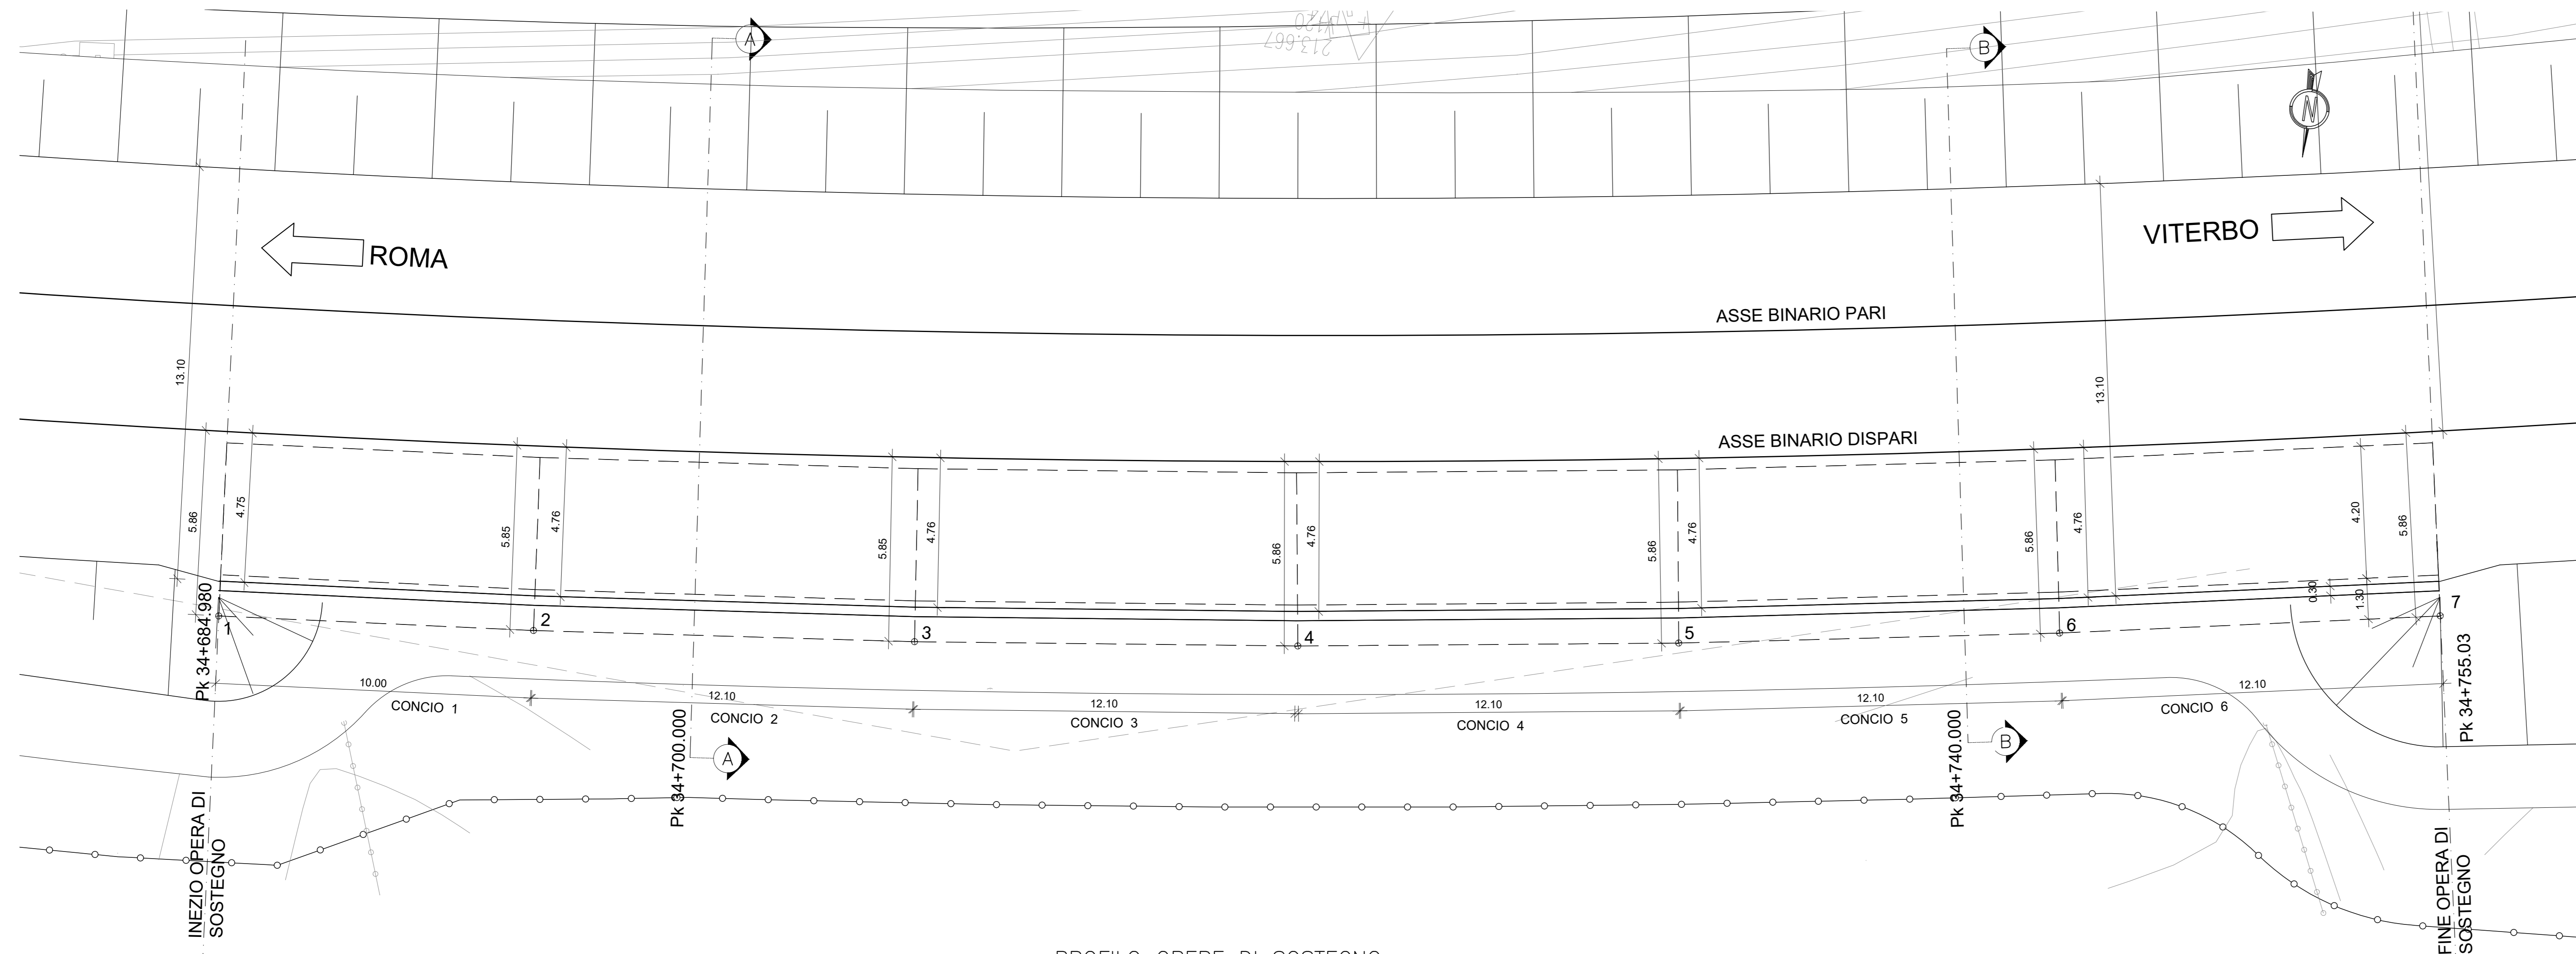 A
B
213.667
N
ROMA
VITERBO
ASSE BINARIO PARI
13.10
13.10
ASSE BINARIO DISPARI
5.86
4.75
5.85
4.76
5.85
4.76
5.86
4.76
5.86
4.76
5.86
4.76
4.20
5.86
0.30
1.30
1
2
3
4
5
6
7
Pk 34+684.980
Pk 34+755.03
10.00
12.10
12.10
12.10
12.10
12.10
CONCIO 1
CONCIO 2
CONCIO 3
CONCIO 4
CONCIO 5
CONCIO 6
Pk 34+700.000
A
Pk 34+740.000
B
INEZIO OPERA DI
SOSTEGNO
FINE OPERA DI
SOSTEGNO
PROFILO OPERE DI SOSTEGNO